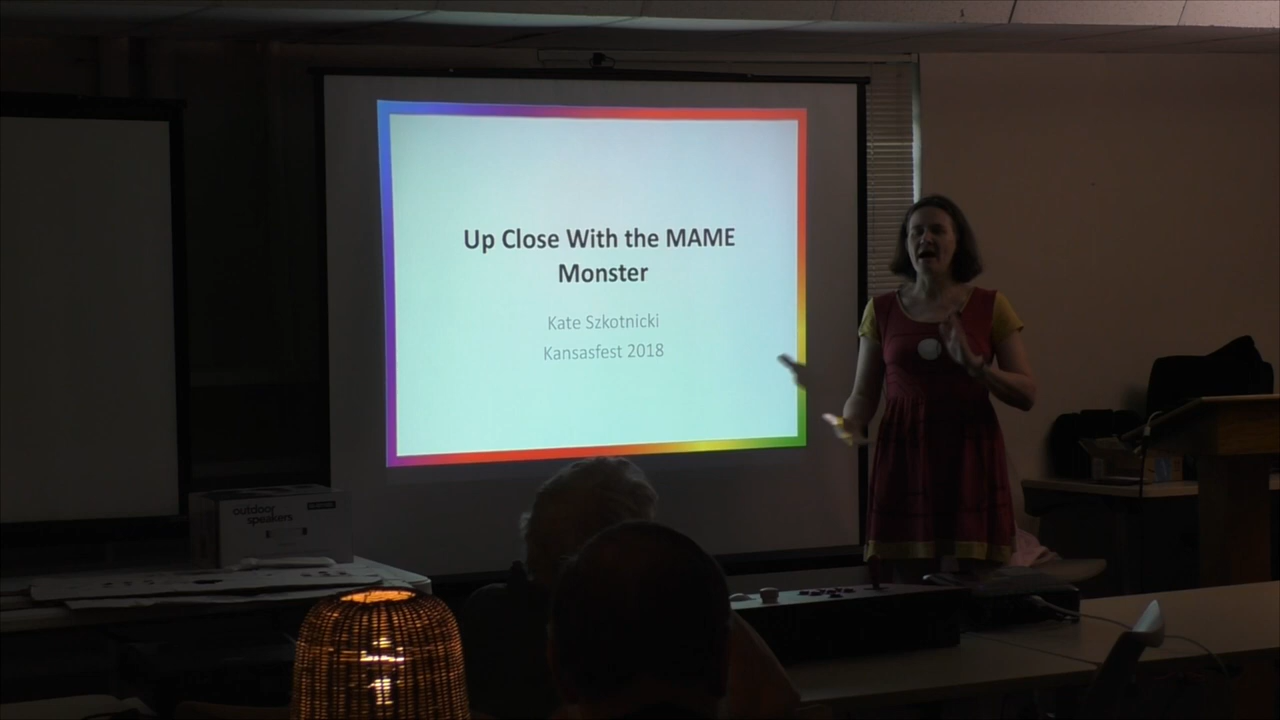 Up Close With the MAME
Monster
Kate Szkotnicki
Kansasfest 2018
outdoor
speakers